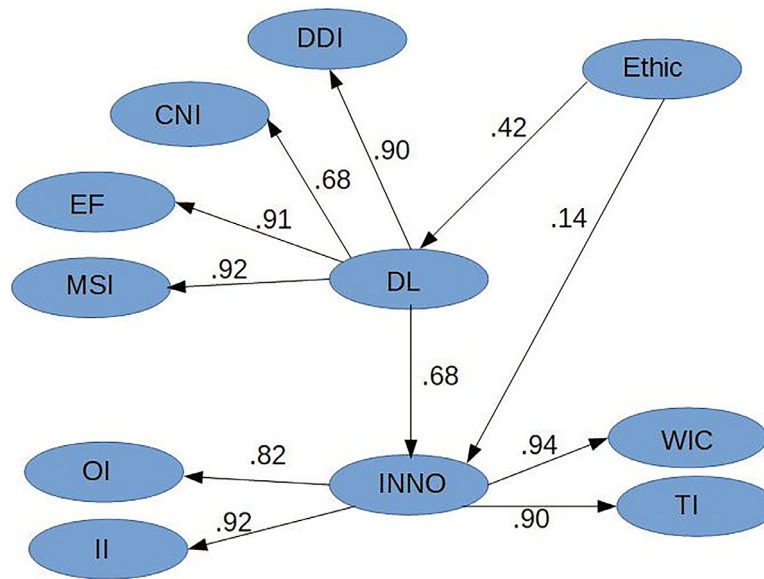 DDI
Ethic
CNI
.42
.90
.68
EF
.91
.14
.92
MSI
DL
.68
.94
WIC
.82
OI
INNO
TI
.92
.90
II